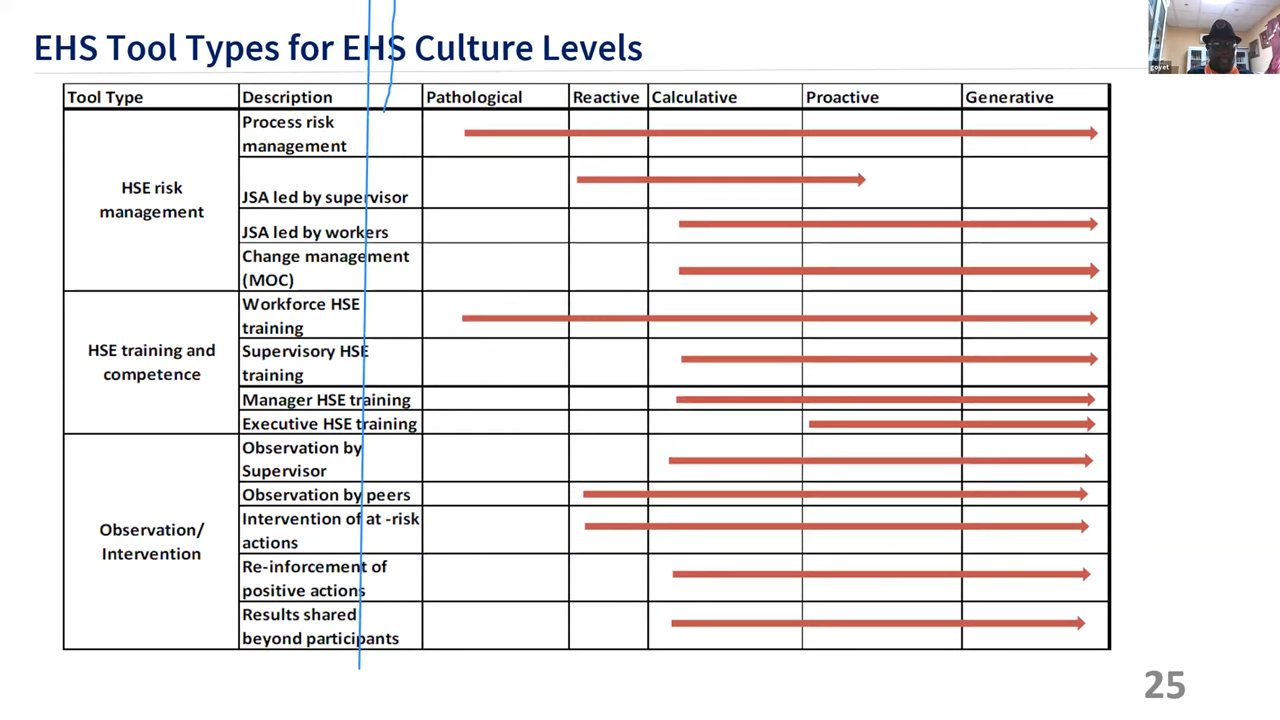 EHS Tool Types for EHS Culture Levels
goyet
Tool Type Description Pathological Reactive Calculative Proactive Generative
HSE risk
management
Process risk
management
JSA led by supervisor
JSA led by workers
Change management
(MOC)
HSE training and
competence
Workforce HSE
training
Supervisory HSE
training
Manager HSE training
Executive HSE training
Observation/
Intervention
Observation by
Supervisor
Observation by peers
Intervention of at -risk
actions
Re-inforcement of
positive actions
Results shared
beyond participants
25